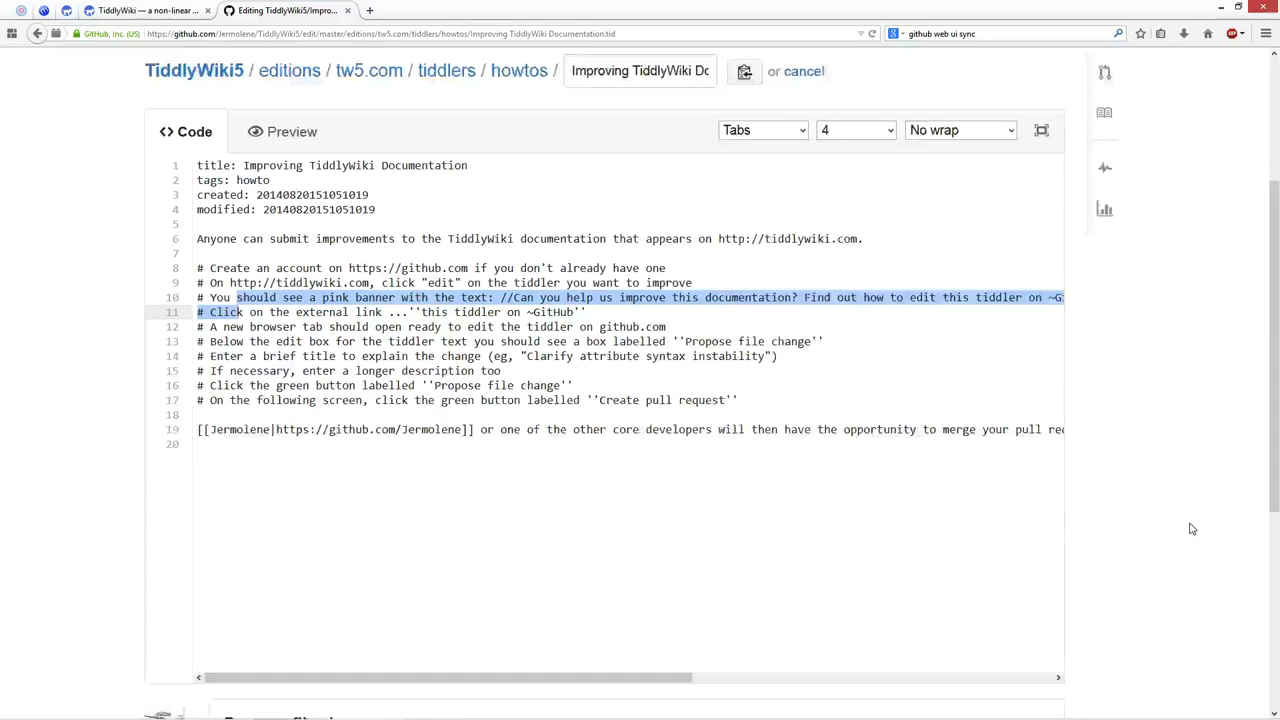 TiddlyWiki — a non-linear ...
Editing TiddlyWiki5/Impro...
GitHub, Inc. (US)
https://github.com/Jermolene/TiddlyWiki5/edit/master/editions/tw5.com/tiddlers/howtos/Improving TiddlyWiki Documentation.tid
github web ui sync
TiddlyWiki5 / editions / tw5.com / tiddlers / howtos / Improving TiddlyWiki Dc or cancel
<> Code Preview Tabs 4 No wrap
1 title: Improving TiddlyWiki Documentation
2 tags: howto
3 created: 20140820151051019
4 modified: 20140820151051019
5
6 Anyone can submit improvements to the TiddlyWiki documentation that appears on http://tiddlywiki.com.
7
8 # Create an account on https://github.com if you don't already have one
9 # On http://tiddlywiki.com, click "edit" on the tiddler you want to improve
10 # You should see a pink banner with the text: //Can you help us improve this documentation? Find out how to edit this tiddler on ~Gi
11 # Click on the external link ...''this tiddler on ~GitHub''
12 # A new browser tab should open ready to edit the tiddler on github.com
13 # Below the edit box for the tiddler text you should see a box labelled ''Propose file change''
14 # Enter a brief title to explain the change (eg, "Clarify attribute syntax instability")
15 # If necessary, enter a longer description too
16 # Click the green button labelled ''Propose file change''
17 # On the following screen, click the green button labelled ''Create pull request''
18
19 [[Jermolene|https://github.com/Jermolene]] or one of the other core developers will then have the opportunity to merge your pull rec
20